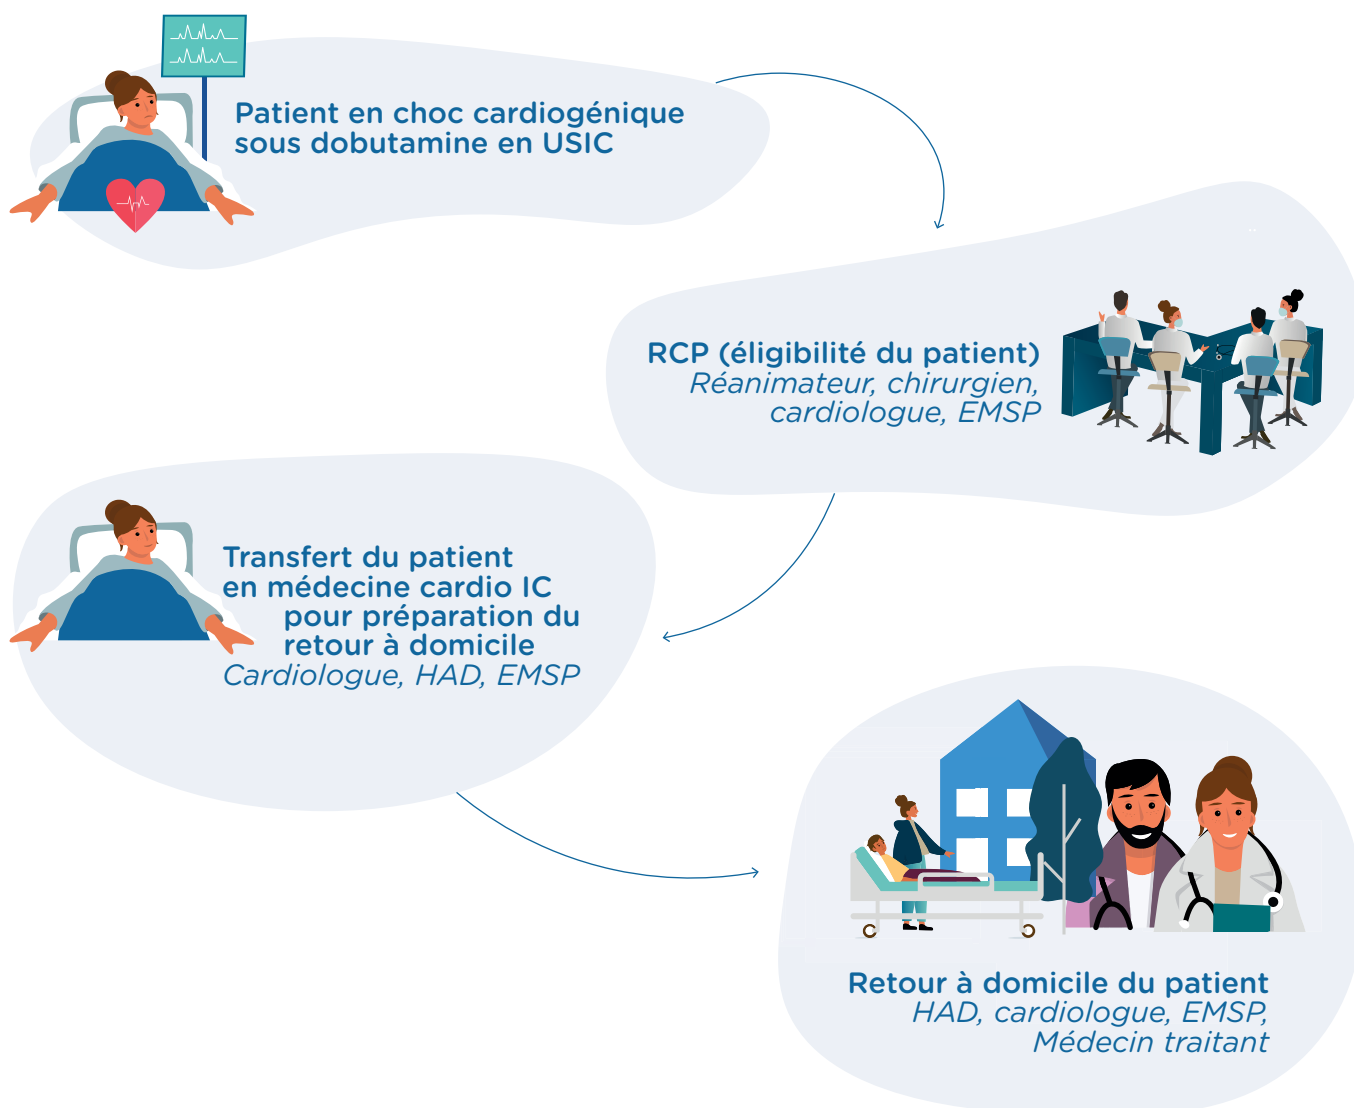 Patient en choc cardiogénique
sous dobutamine en USIC
RCP (éligibilité du patient)
Réanimateur, chirurgien,
cardiologue, EMSP
Transfert du patient
en médecine cardio IC
pour préparation du
retour à domicile
Cardiologue, HAD, EMSP
Retour à domicile du patient
HAD, cardiologue, EMSP,
Médecin traitant